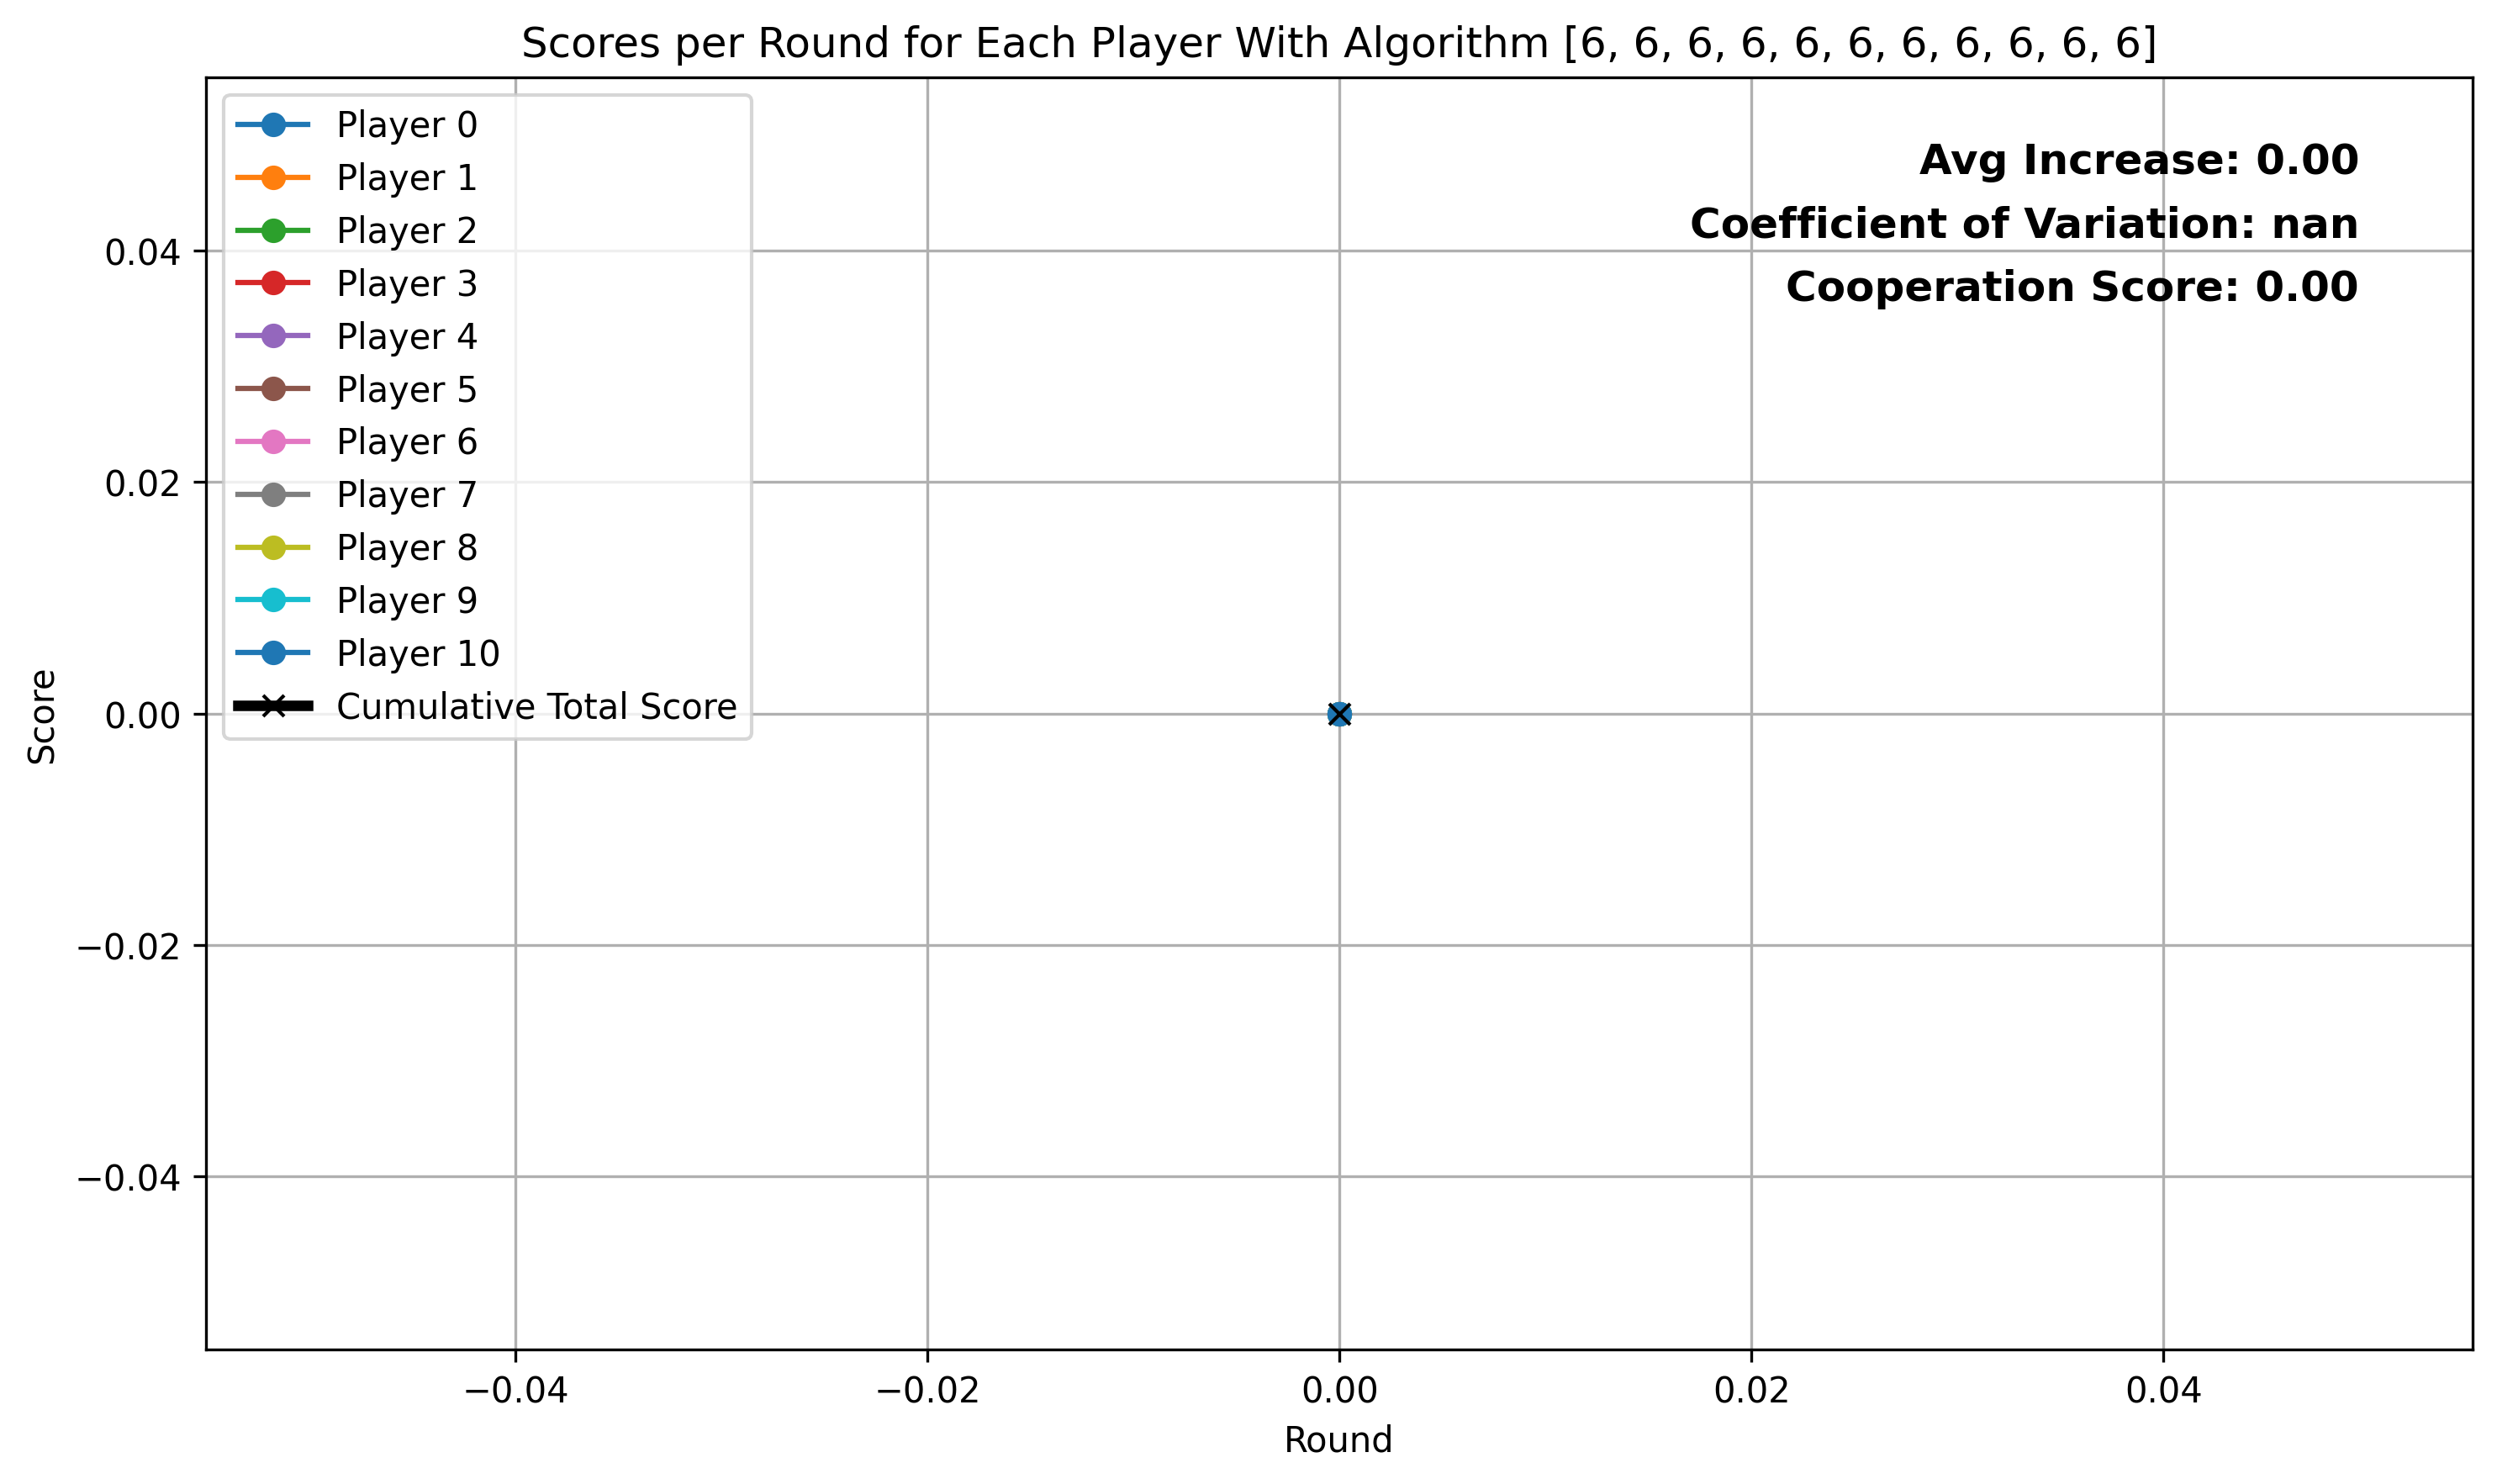 Scores per Round for Each Player With Algorithm [6, 6, 6, 6, 6, 6, 6, 6, 6, 6, 6]
Player 0
Player 1
Player 2
Player 3
Player 4
Player 5
Player 6
Player 7
Player 8
Player 9
Player 10
Cumulative Total Score
Avg Increase: 0.00
Coefficient of Variation: nan
Cooperation Score: 0.00
Score
0.04
0.02
0.00
−0.02
−0.04
−0.04
−0.02
0.00
0.02
0.04
Round